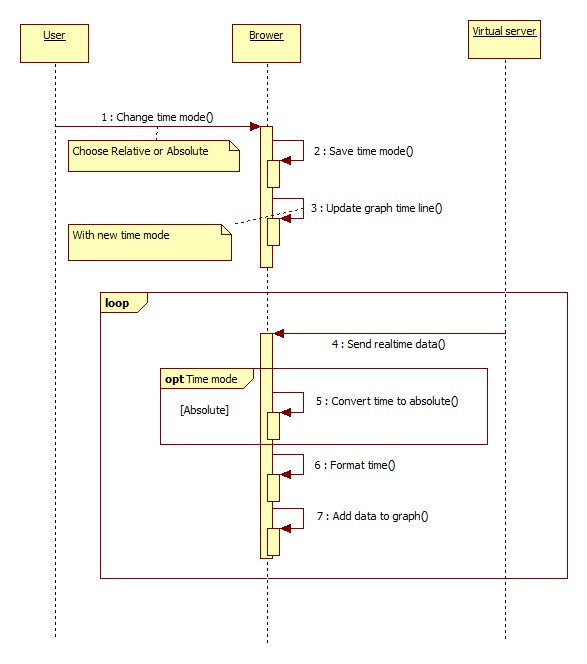 User
Brower
Virtual server
1 : Change time mode()
Choose Relative or Absolute
2 : Save time mode()
3 : Update graph time line()
With new time mode
loop
4 : Send realtime data()
opt Time mode
[Absolute]
5 : Convert time to absolute()
6 : Format time()
7 : Add data to graph()